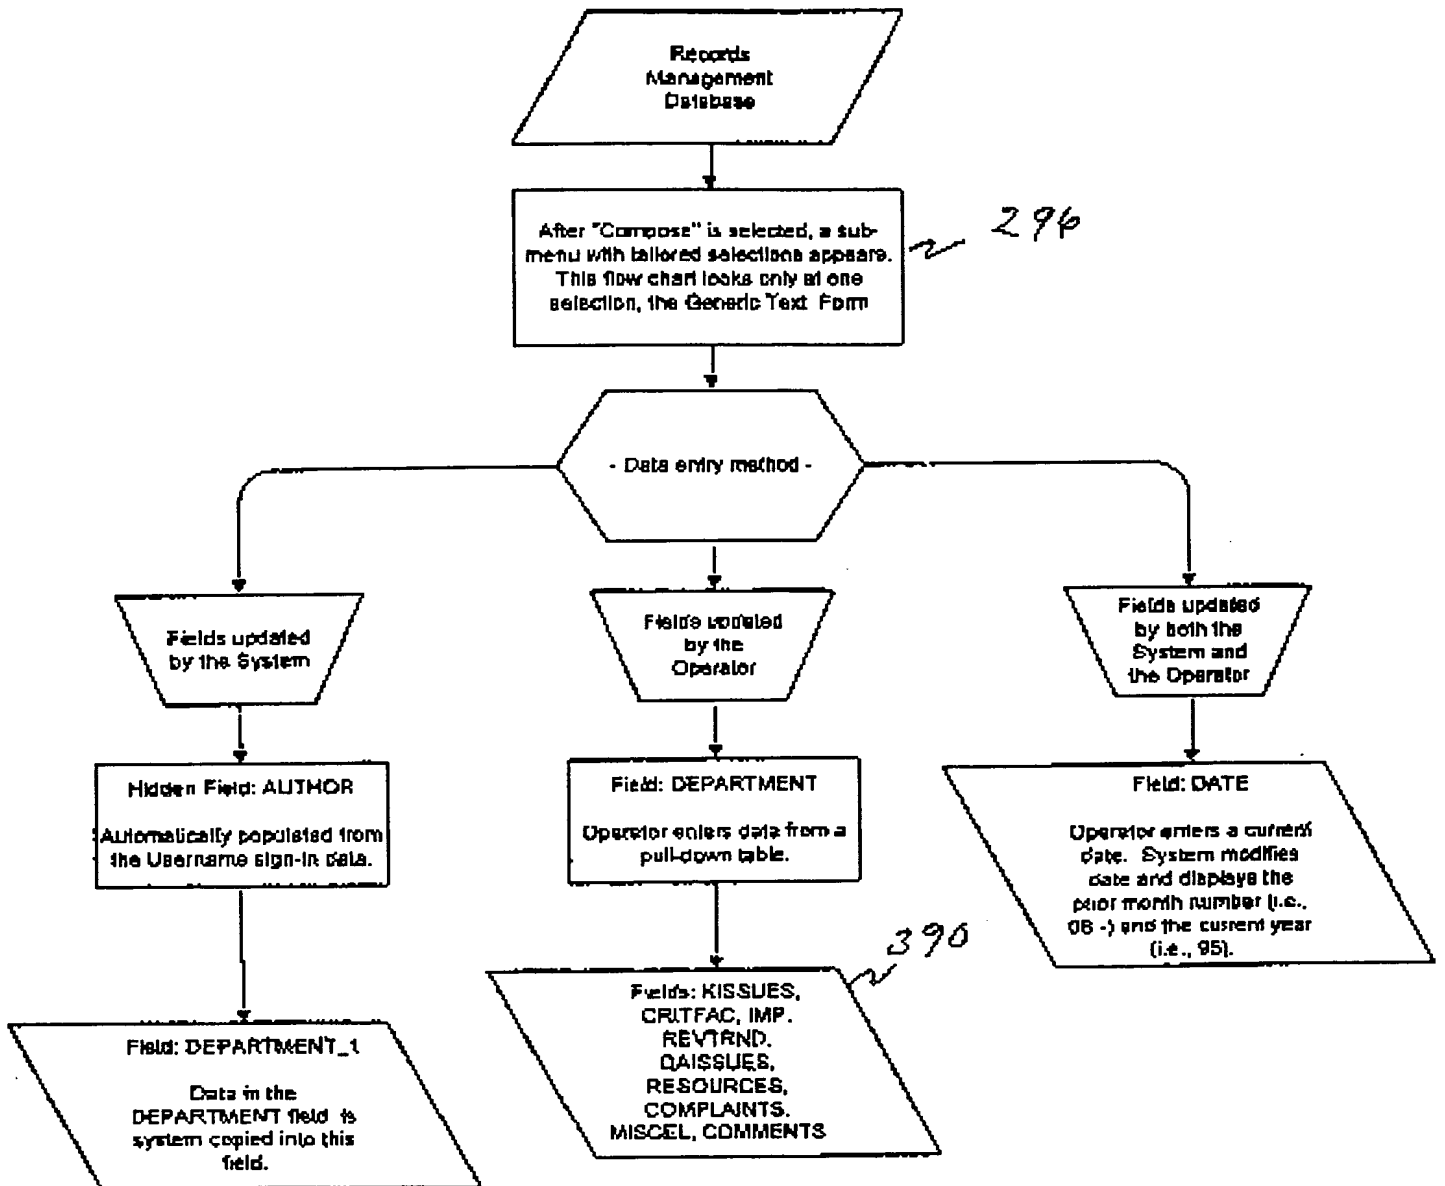 Records
Management
Database
After "Compose" is selected, a sub-
menu with tailored selections appears.
This flow chart looks only at one
selection, the Generic Text Form
296
- Data entry method -
Fields updated
by the System
Fields updated
by the
Operator
Fields updated
by both the
System and
the Operator
Hidden Field: AUTHOR
Automatically populated from
the Username sign-in data.
Field: DEPARTMENT
Operator enters data from a
pull-down table.
Field: DATE
Operator enters a current
date. System modifies
date and displays the
prior month number (i.e.,
06 -) and the current year
(i.e., 95).
390
Field: DEPARTMENT_1
Data in the
DEPARTMENT field is
system copied into this
field.
Fields: KISSUES,
CRITFAC, IMP.
REVTRND.
QAISSUES,
RESOURCES,
COMPLAINTS.
MISCEL, COMMENTS